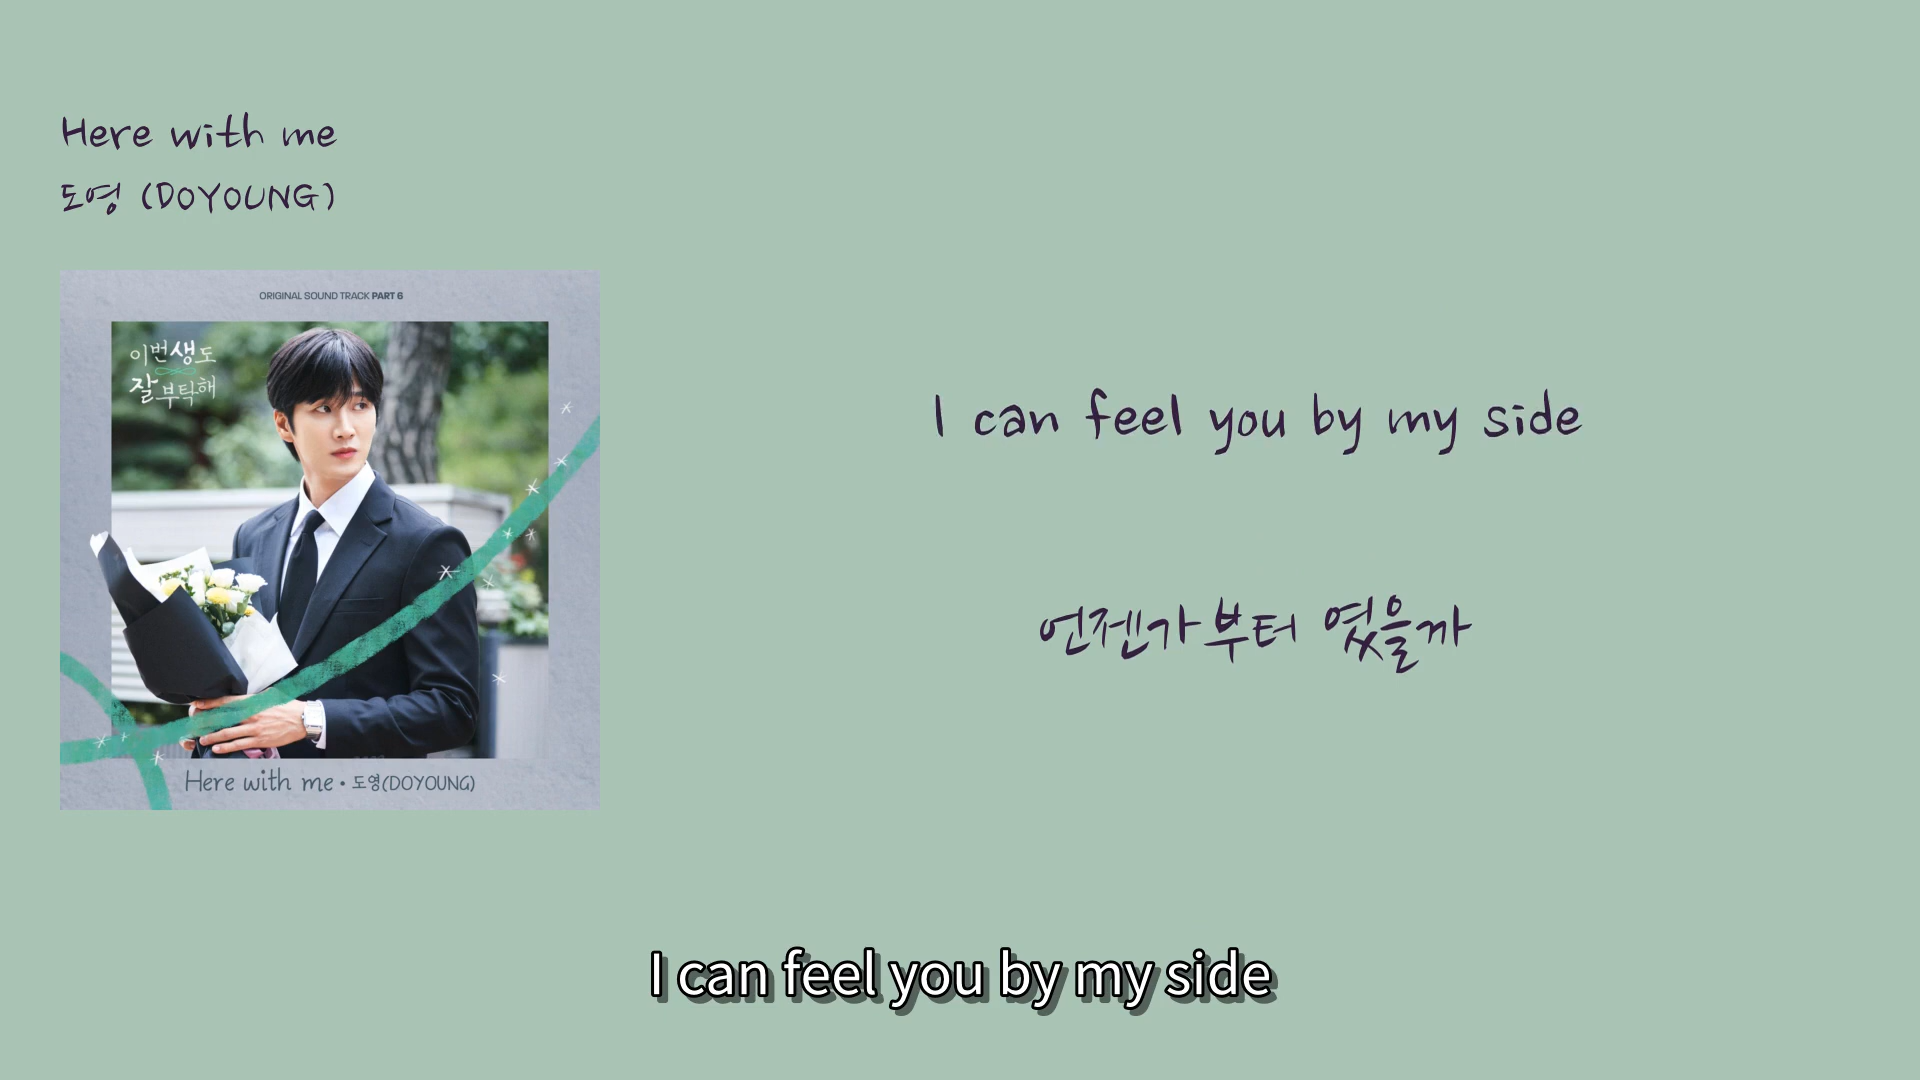 Here with me
도영 (DOYOUNG)
ORIGINAL SOUND TRACK PART 6
이번생도
잘부탁해
Here with me • 도영(DOYOUNG)
I can feel you by my side
언젠가부터 였을까
I can feel you by my side